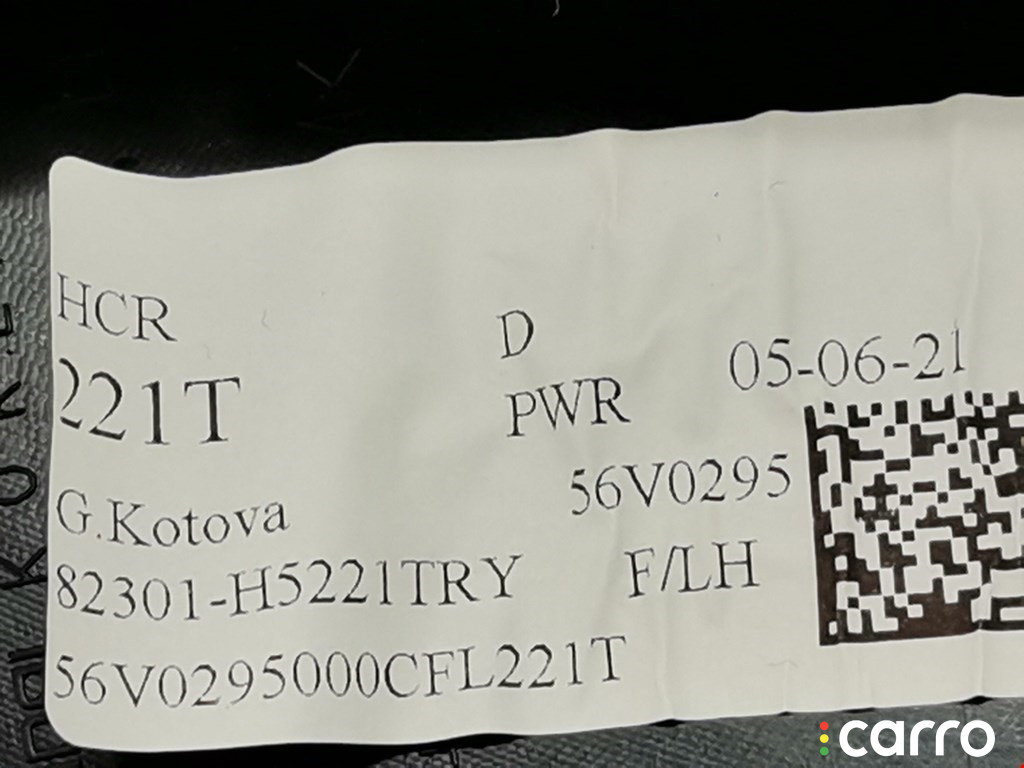 HCR
D
05-06-21
221T
PWR
56V0295
G.Kotova
82301-H5221TRY
F/LH
56V0295000CFL221T
carro